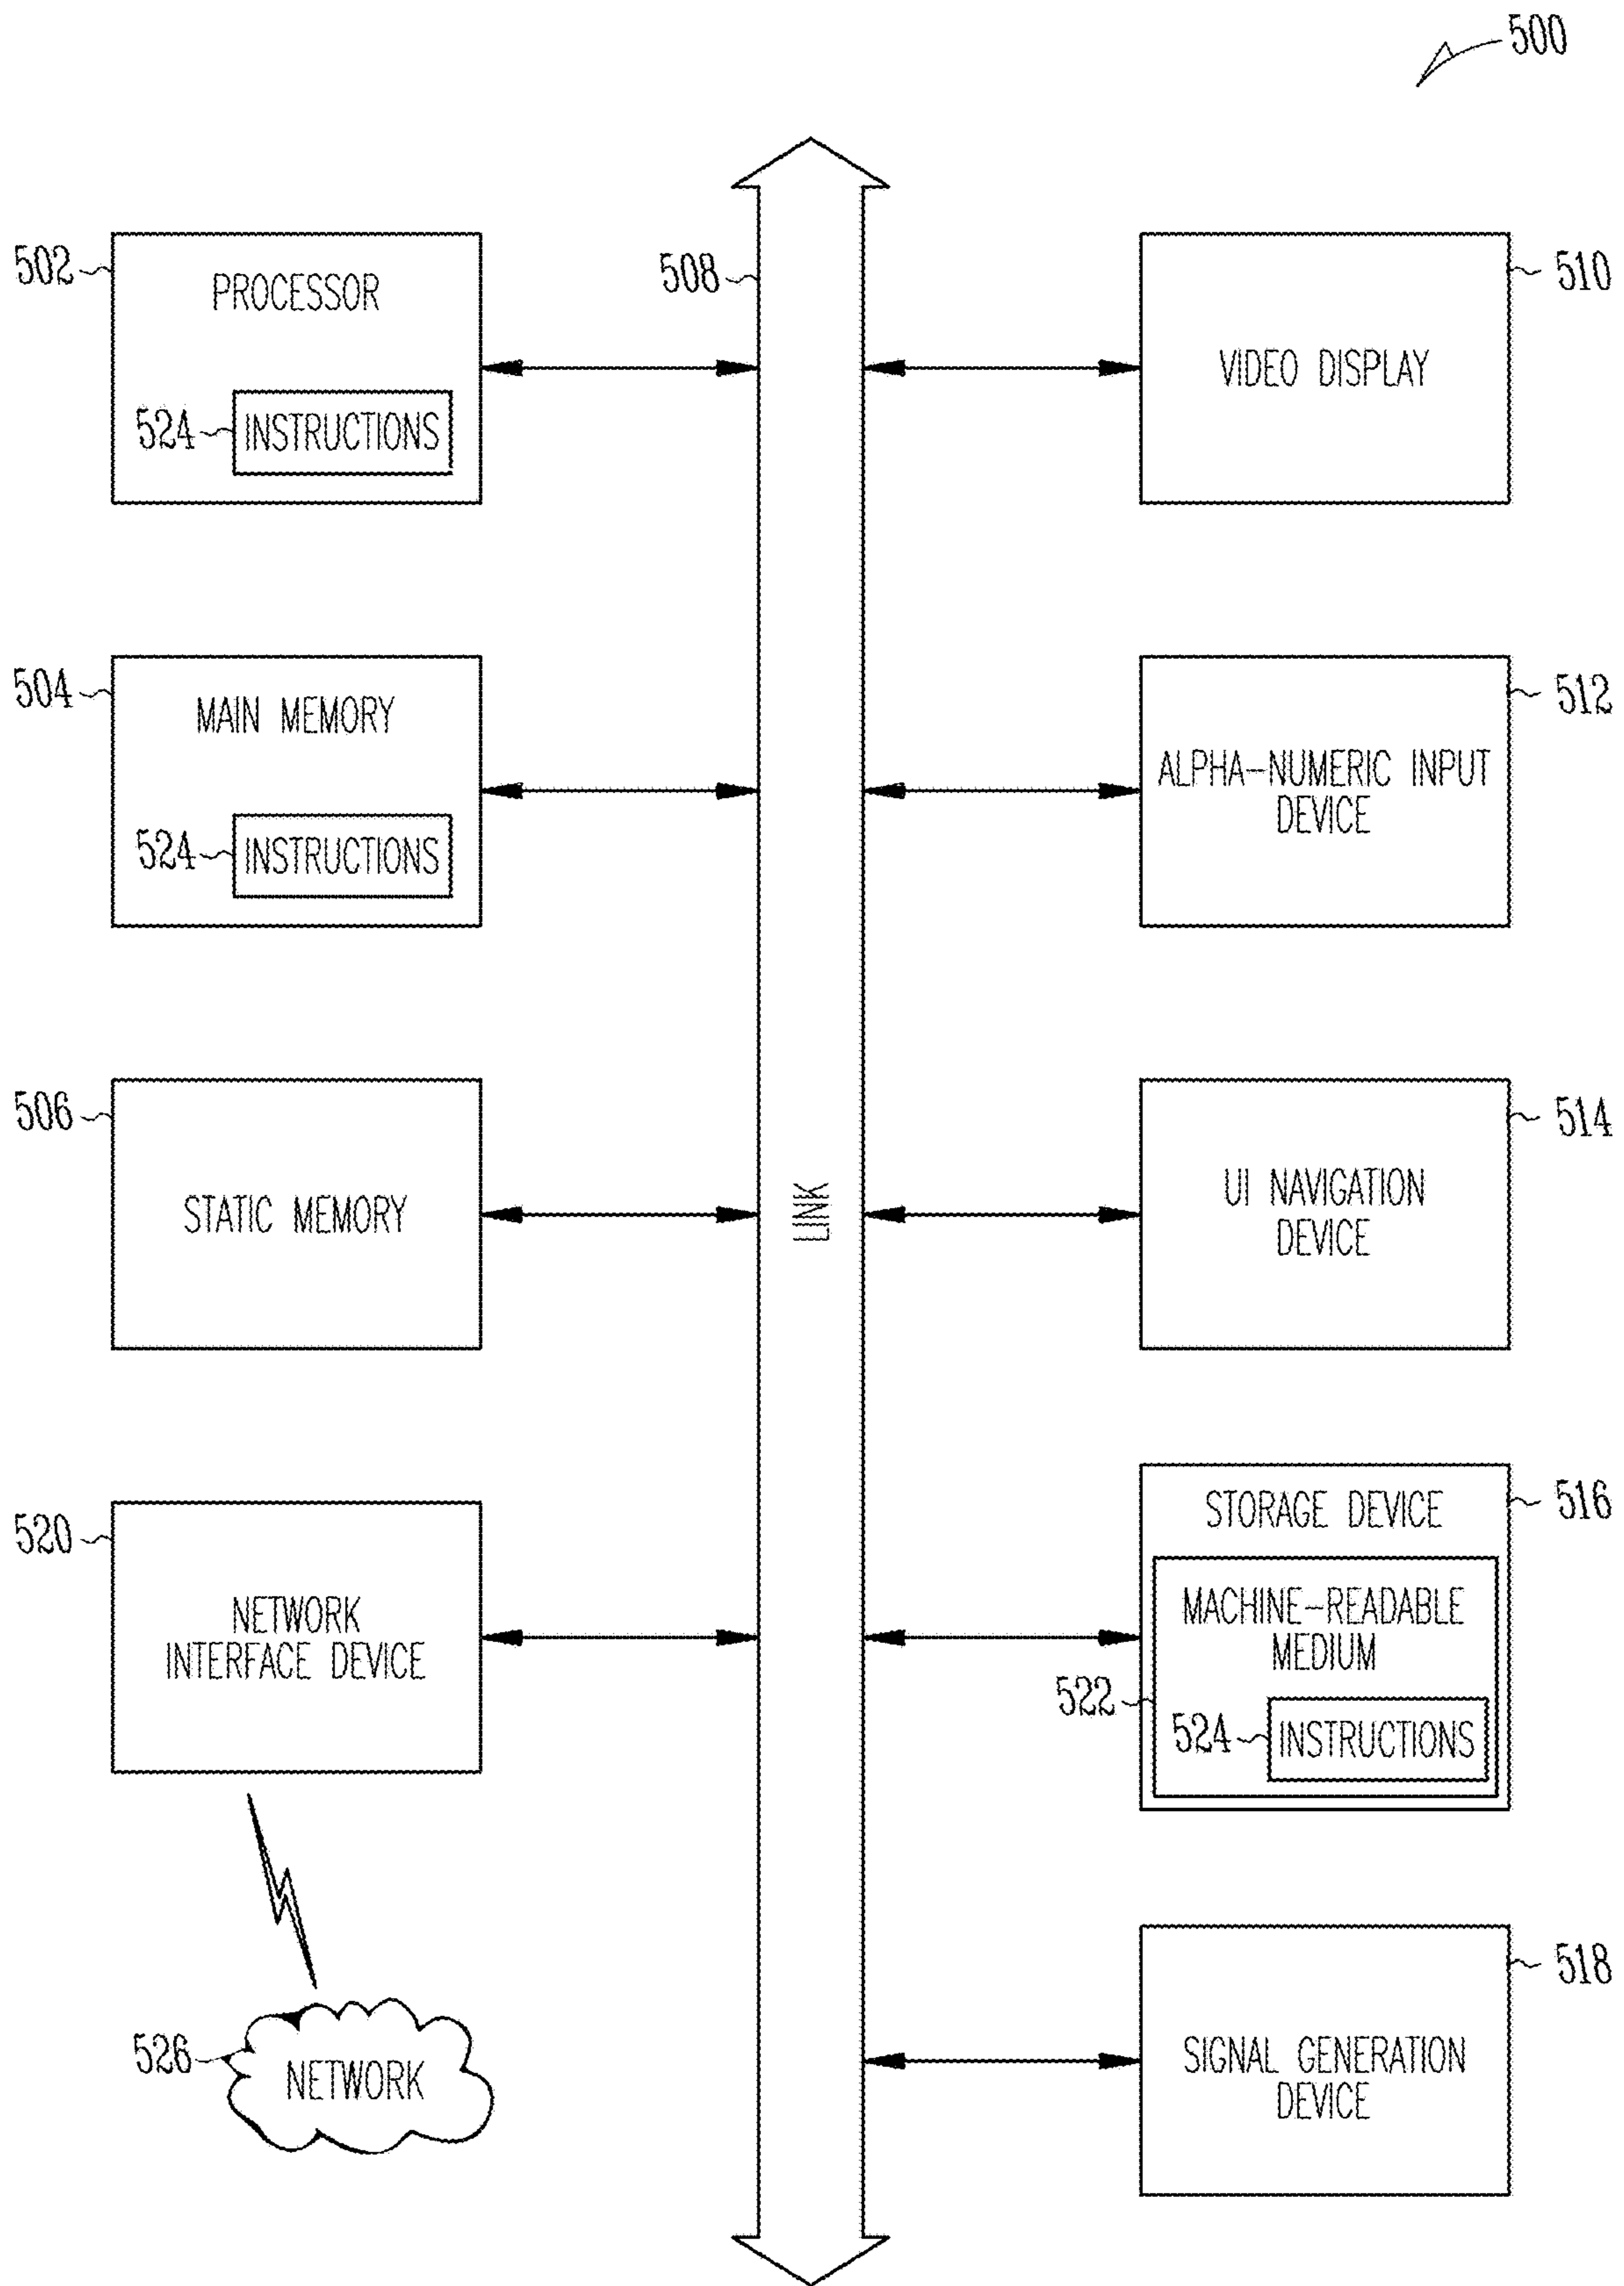 500
502
PROCESSOR
524
INSTRUCTIONS
504
MAIN MEMORY
524
INSTRUCTIONS
506
STATIC MEMORY
520
NETWORK
INTERFACE DEVICE
526
NETWORK
508
LINK
510
VIDEO DISPLAY
512
ALPHA-NUMERIC INPUT
DEVICE
514
UI NAVIGATION
DEVICE
516
STORAGE DEVICE
MACHINE-READABLE
MEDIUM
522
524
INSTRUCTIONS
518
SIGNAL GENERATION
DEVICE